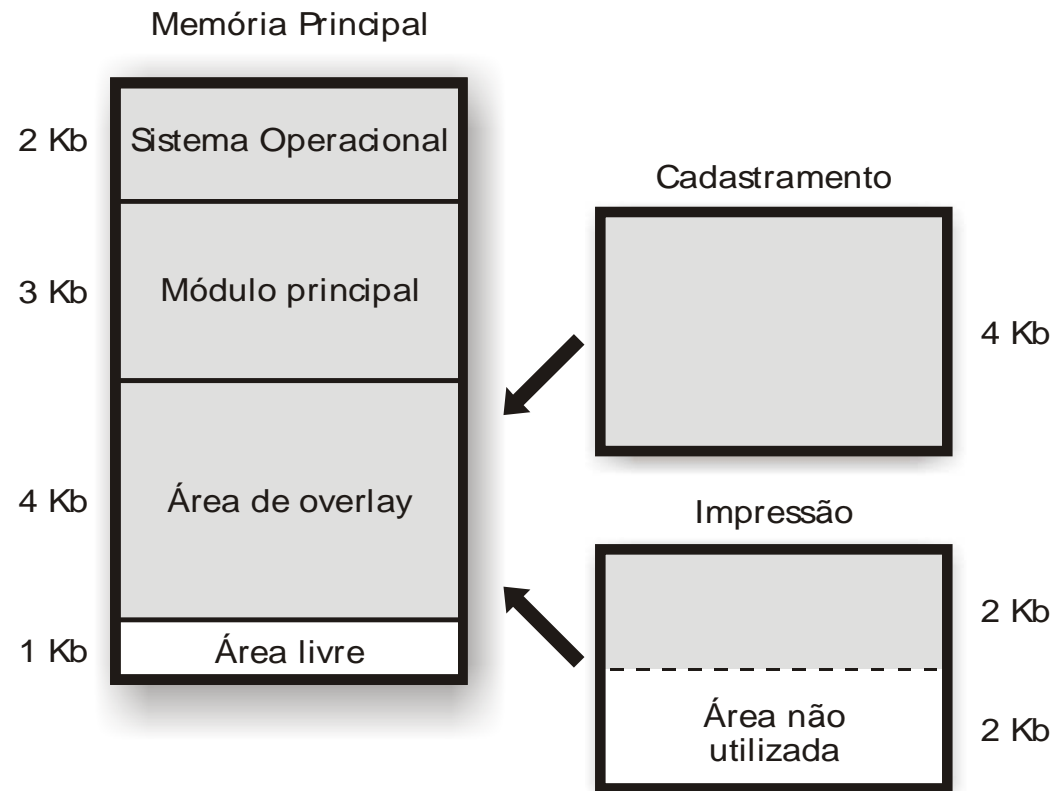 Memória Principal
2 Kb
Sistema Operacional
3 Kb
Módulo principal
4 Kb
Área de overlay
1 Kb
Área livre
Cadastramento
4 Kb
Impressão
2 Kb
Área não
utilizada
2 Kb